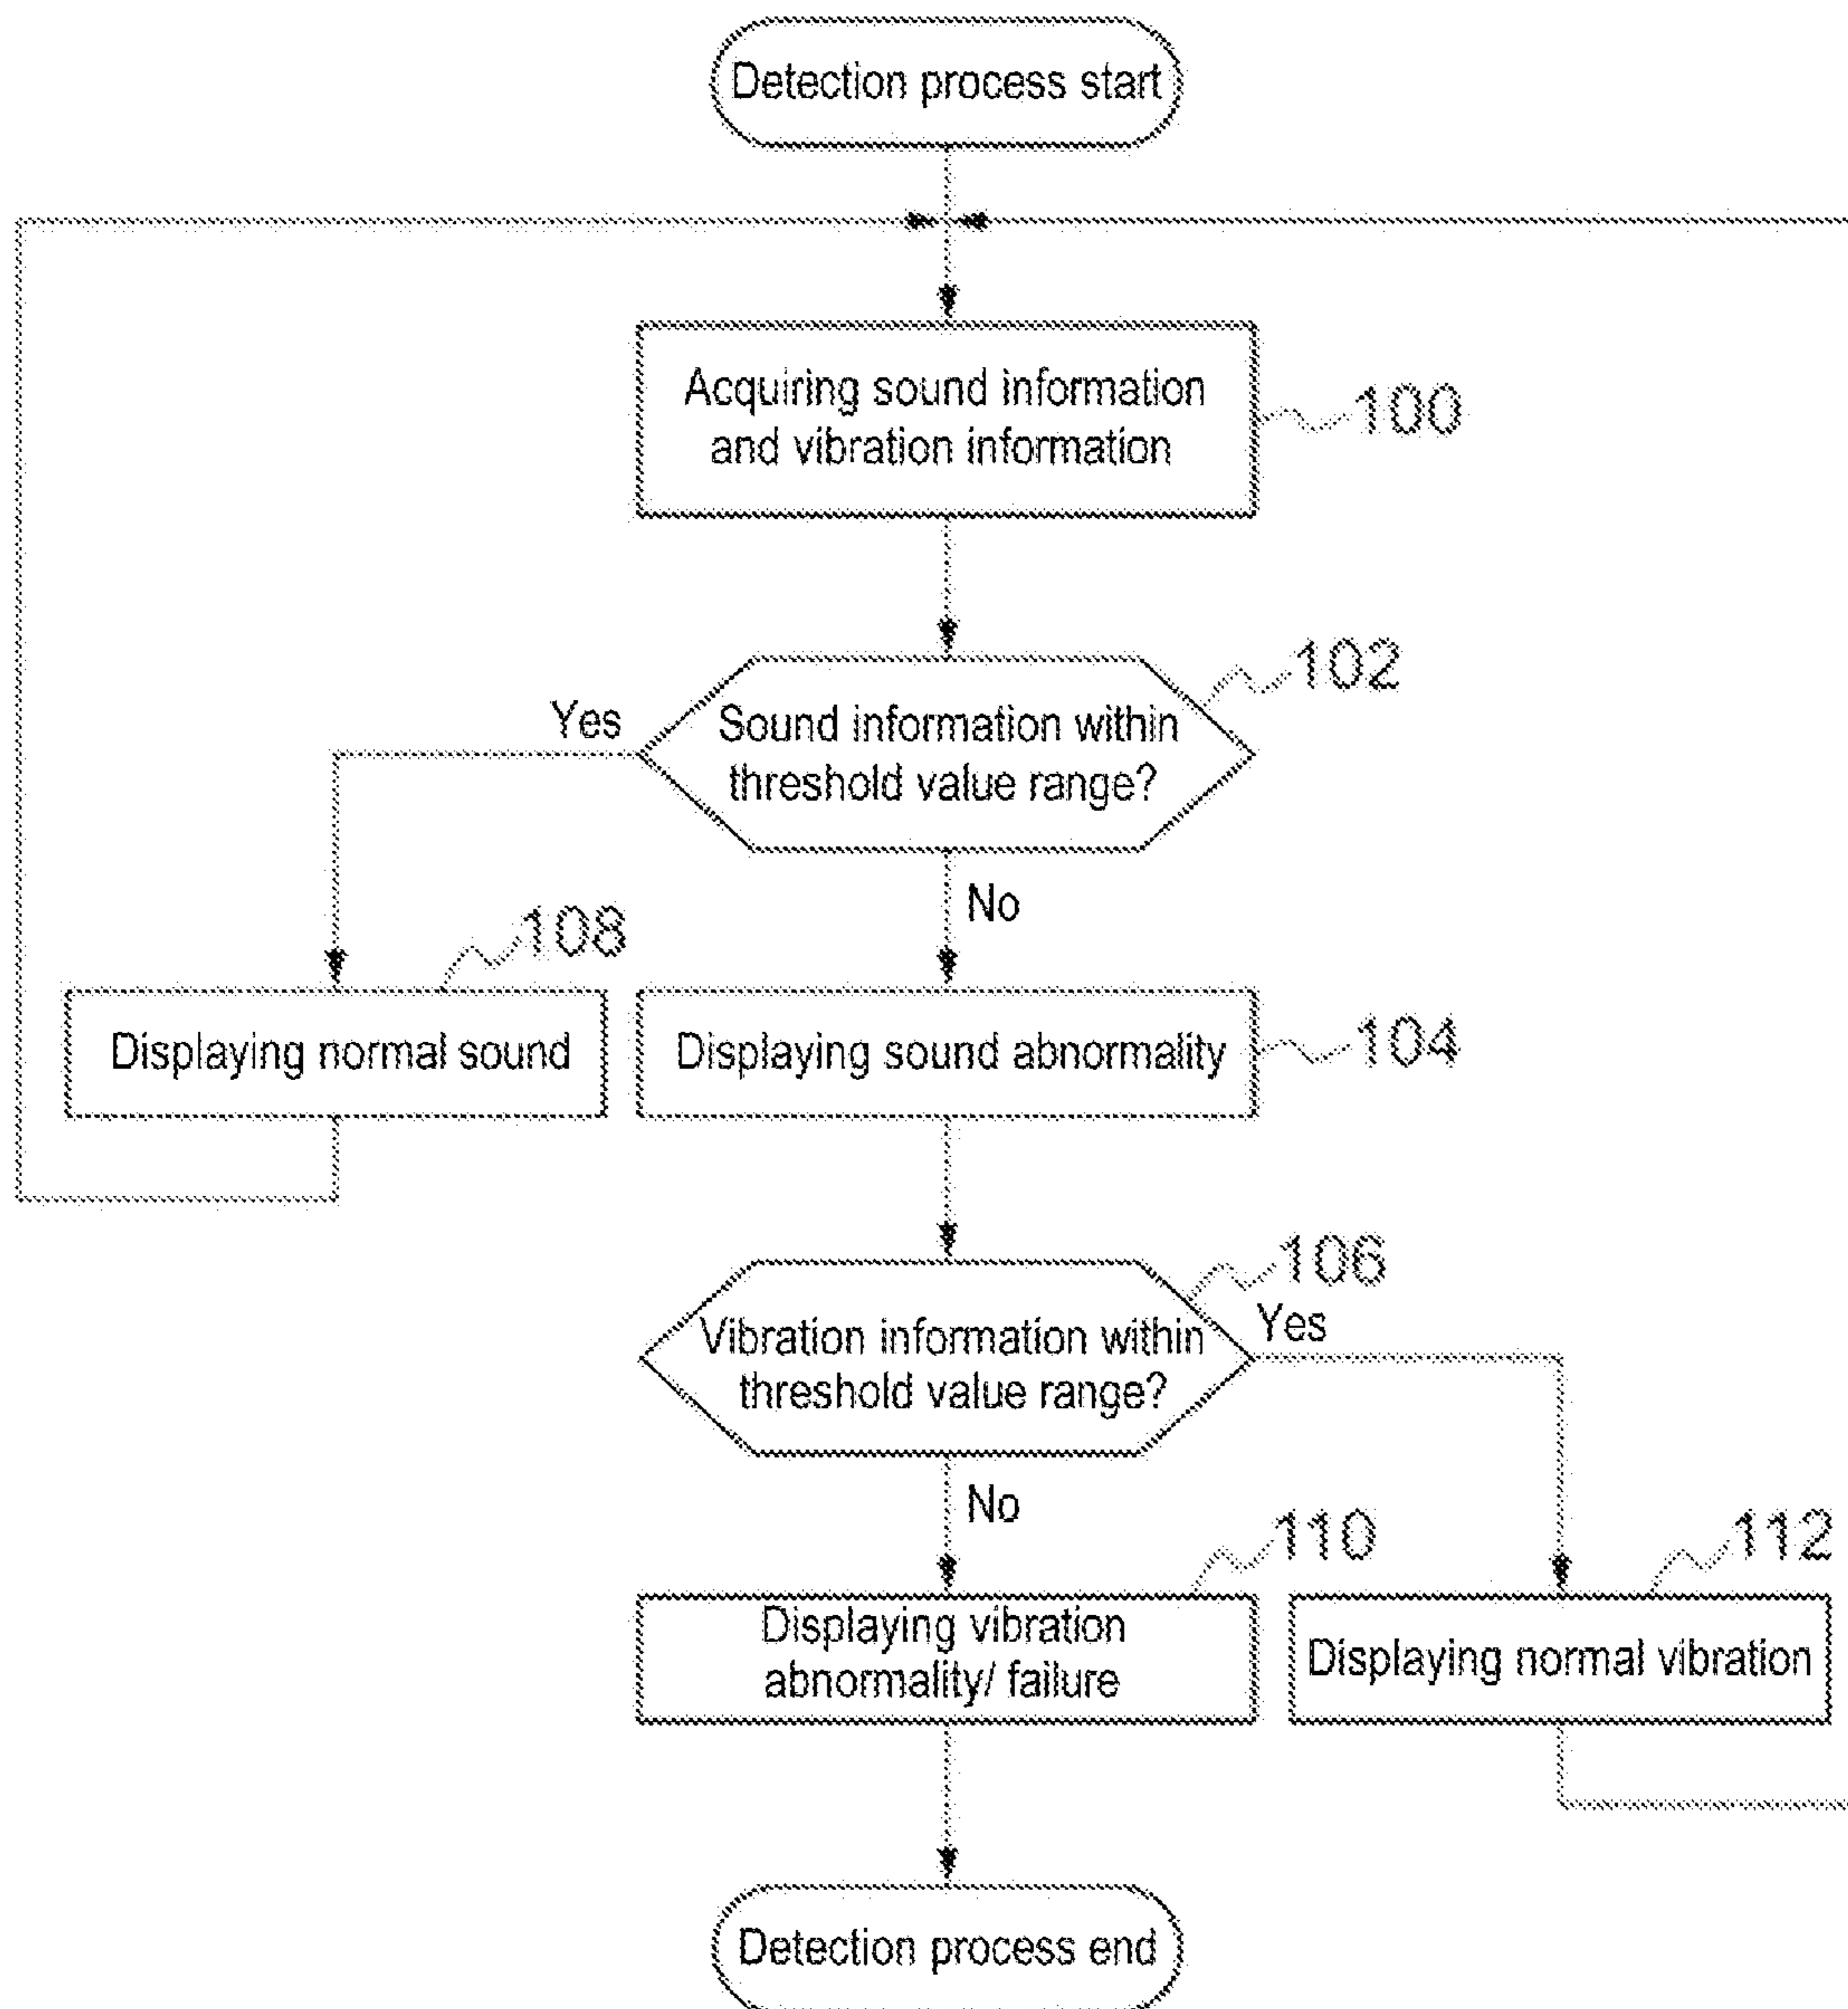 Detection process start
Acquiring sound information
and vibration information
100
102
Sound information within
threshold value range?
Yes
No
108
Displaying normal sound
Displaying sound abnormality
104
106
Vibration information within
threshold value range?
Yes
No
110
112
Displaying vibration
abnormality/ failure
Displaying normal vibration
Detection process end